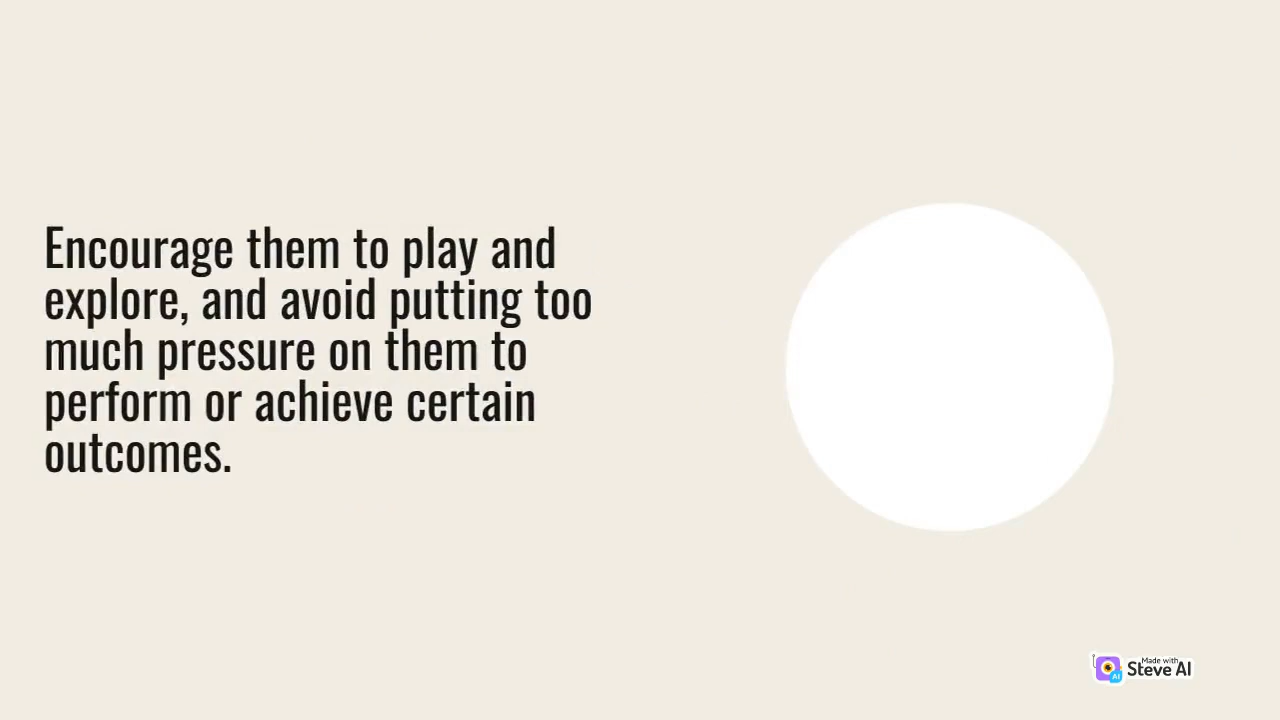 Encourage them to play and
explore, and avoid putting too
much pressure on them to
perform or achieve certain
outcomes.
Made with
Steve AI
AI